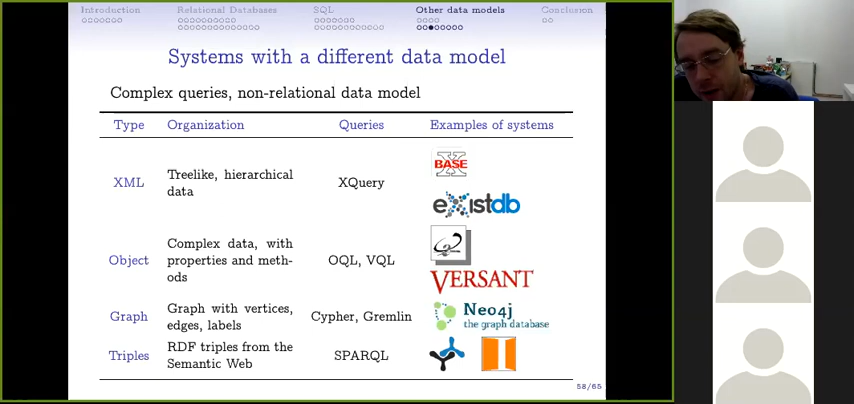 Introduction Relational Databases SQL Other data models Conclusion
Systems with a different data model
Complex queries, non-relational data model
Type Organization Queries Examples of systems
XML Treelike, hierarchical data XQuery
X BASE
eXistdb
Object Complex data, with properties and meth-ods OQL, VQL
O2
VERSANT
Graph Graph with vertices, edges, labels Cypher, Gremlin
Neo4j
the graph database
Triples RDF triples from the Semantic Web SPARQL
58/65